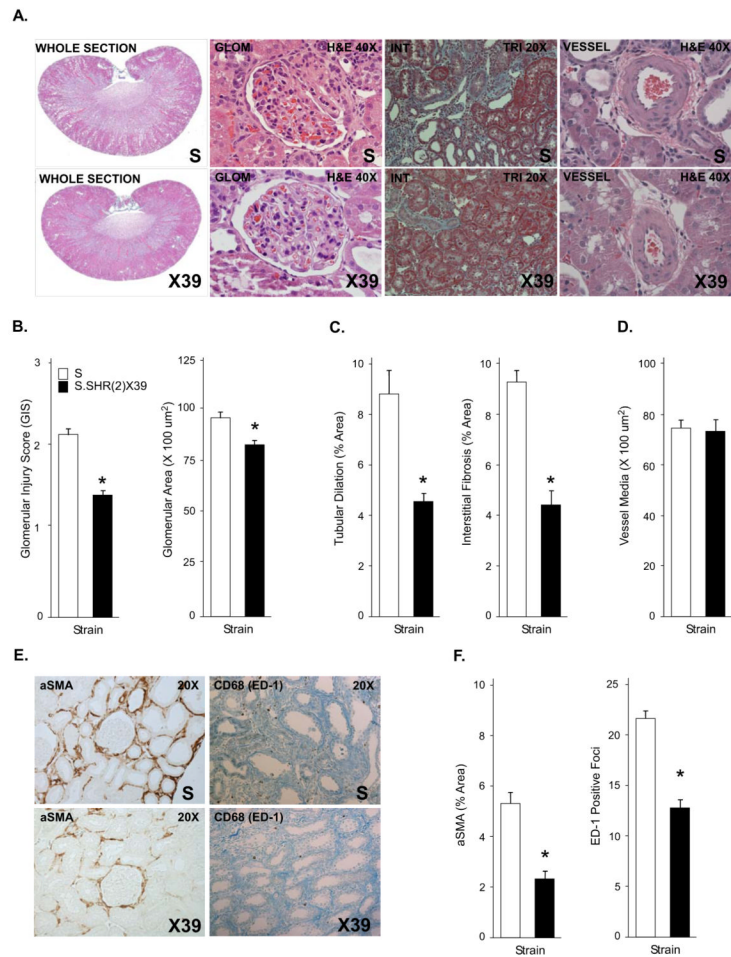 A.
WHOLE SECTION
S
GLOM H&E 40X
S
INT TRI 20X
S
VESSEL H&E 40X
S
WHOLE SECTION
X39
GLOM H&E 40X
X39
INT TRI 20X
X39
VESSEL H&E 40X
X39
B.
Glomerular Injury Score (GIS)
3
2
1
0
S
S.SHR(2)X39
*
Strain
Glomerular Area (X 100 um²)
125
100
75
50
25
0
*
Strain
C.
Tubular Dilation (% Area)
10
8
6
4
2
0
*
Strain
Interstitial Fibrosis (% Area)
10
8
6
4
2
0
*
Strain
D.
Vessel Media (X 100 um²)
100
80
60
40
20
0
Strain
E.
aSMA 20X
S
CD68 (ED-1) 20X
S
aSMA 20X
X39
CD68 (ED-1) 20X
X39
F.
aSMA (% Area)
10
8
6
4
2
0
*
Strain
ED-1 Positive Foci
25
20
15
10
5
0
*
Strain